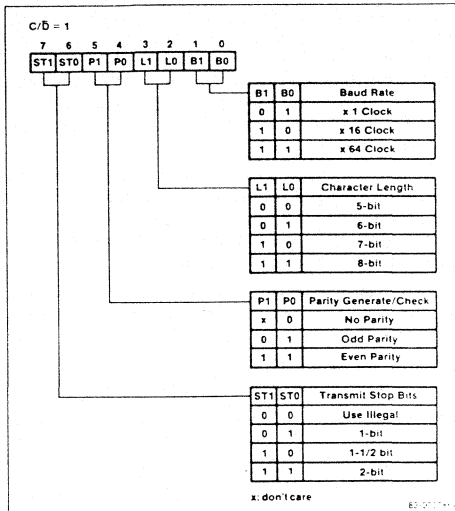 C/D̅ = 1
7 6 5 4 3 2 1 0
ST1 ST0 P1 P0 L1 L0 B1 B0
B1 B0 Baud Rate
0 1 x 1 Clock
1 0 x 16 Clock
1 1 x 64 Clock
L1 L0 Character Length
0 0 5-bit
0 1 6-bit
1 0 7-bit
1 1 8-bit
P1 P0 Parity Generate/Check
x 0 No Parity
0 1 Odd Parity
1 1 Even Parity
ST1 ST0 Transmit Stop Bits
0 0 Use Illegal
0 1 1-bit
1 0 1-1/2 bit
1 1 2-bit
x: don't care